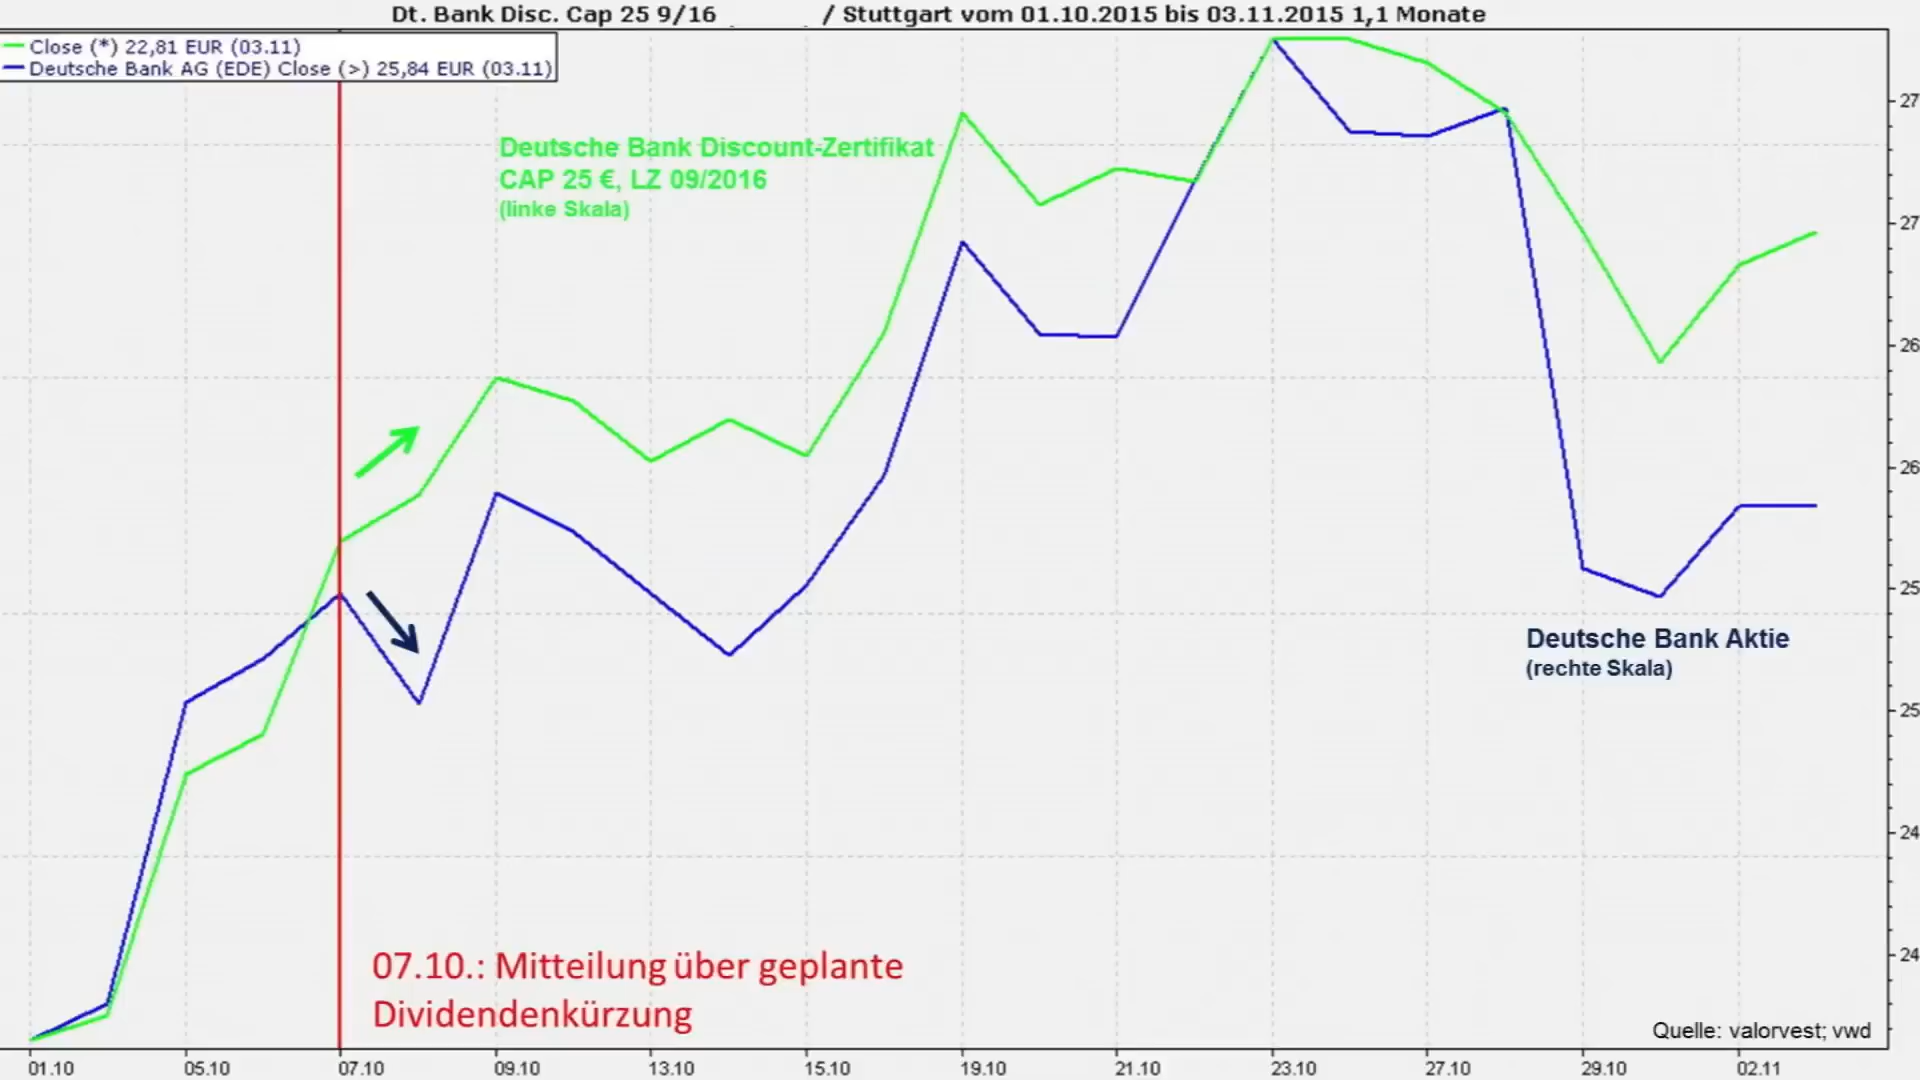 Dt. Bank Disc. Cap 25 9/16 / Stuttgart vom 01.10.2015 bis 03.11.2015 1,1 Monate
Close (*) 22,81 EUR (03.11)
Deutsche Bank AG (EDE) Close (>) 25,84 EUR (03.11)
Deutsche Bank Discount-Zertifikat
CAP 25 €, LZ 09/2016
(linke Skala)
27
27
26
26
25
25
24
24
Deutsche Bank Aktie
(rechte Skala)
07.10.: Mitteilung über geplante
Dividendenkürzung
Quelle: valorvest; vwd
01.10 05.10 07.10 09.10 13.10 15.10 19.10 21.10 23.10 27.10 29.10 02.11